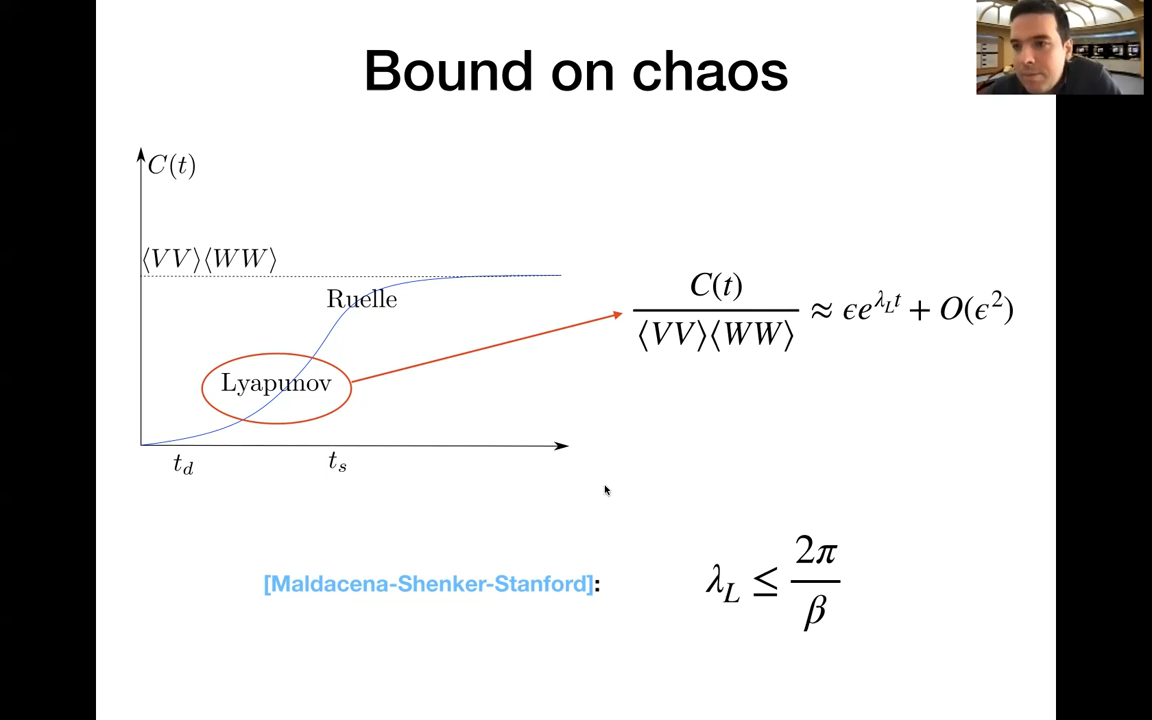 Bound on chaos
C(t)
⟨VV⟩⟨WW⟩
Ruelle
Lyapunov
t_d
t_s
C(t)
⟨VV⟩⟨WW⟩
≈ ϵe^{λ_L t} + O(ϵ²)
[Maldacena-Shenker-Stanford]:
λ_L ≤ 2π/β